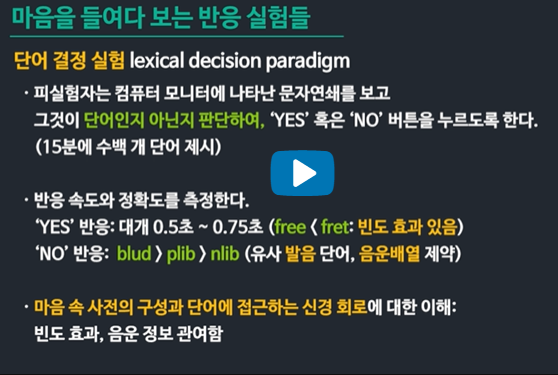 마음을 들여다 보는 반응 실험들
단어 결정 실험 lexical decision paradigm
· 피실험자는 컴퓨터 모니터에 나타난 문자연쇄를 보고
그것이 단어인지 아닌지 판단하여, ‘YES’ 혹은 ‘NO’ 버튼을 누르도록 한다.
(15분에 수백 개 단어 제시)
· 반응 속도와 정확도를 측정한다.
‘YES’ 반응: 대개 0.5초 ~ 0.75초 (free < fret: 빈도 효과 있음)
‘NO’ 반응: blud > plib > nlib (유사 발음 단어, 음운배열 제약)
· 마음 속 사전의 구성과 단어에 접근하는 신경 회로에 대한 이해:
빈도 효과, 음운 정보 관여함